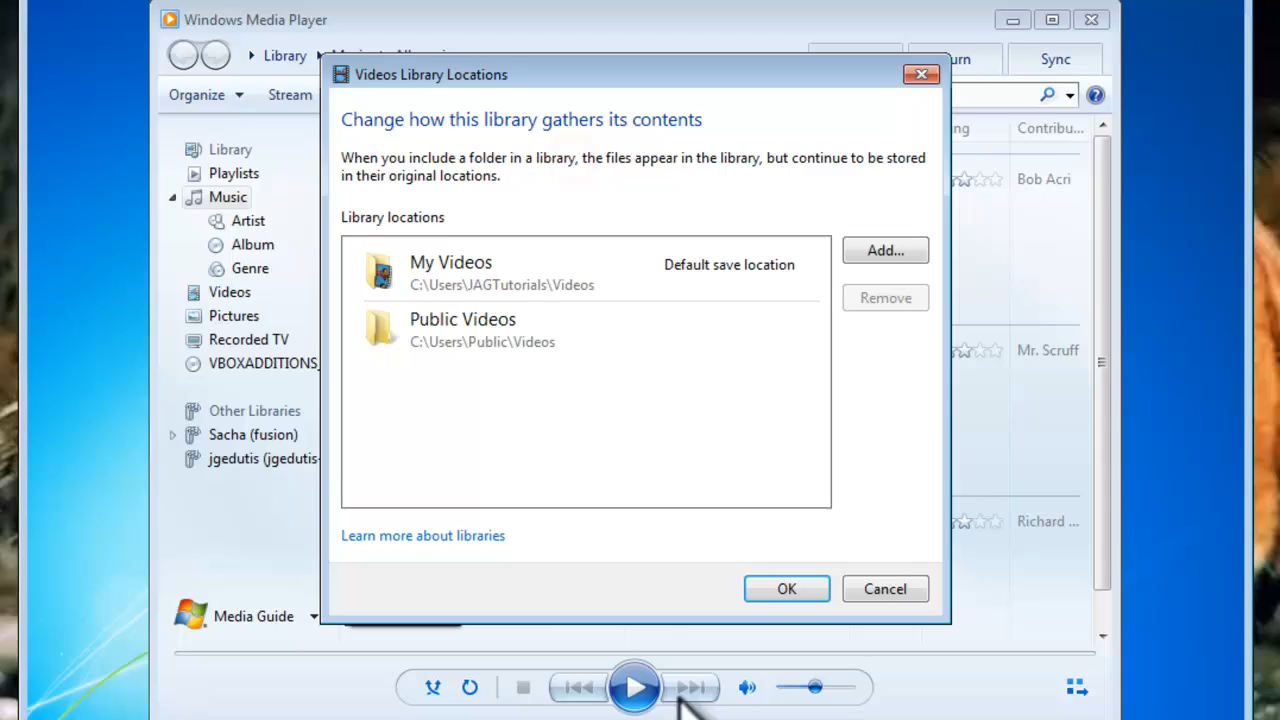 Windows Media Player
Library
Sync
Organize
Stream
Videos Library Locations
Change how this library gathers its contents
When you include a folder in a library, the files appear in the library, but continue to be stored
in their original locations.
Library locations
My Videos
Default save location
C:\Users\JAGTutorials\Videos
Public Videos
C:\Users\Public\Videos
Add...
Remove
Learn more about libraries
OK
Cancel
Library
Playlists
Music
Artist
Album
Genre
Videos
Pictures
Recorded TV
VBOXADDITIONS_
Other Libraries
Sacha (fusion)
jgedutis (jgedutis-
Media Guide
Contribu...
Bob Acri
Mr. Scruff
Richard ...